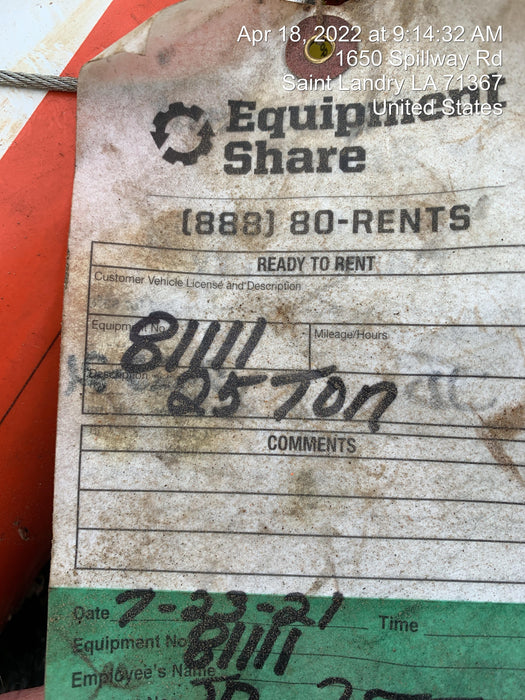 Apr 18, 2022 at 9:14:32 AM
1650 Spillway Rd
Saint Landry LA 71367
United States
Equipment
Share
(888) 80-RENTS
READY TO RENT
Customer Vehicle License and Description
Equipment No. 81111
Mileage/Hours
Description 25 Ton
COMMENTS
Date 7-23-21 Time
Equipment No. 81111
Employee's Name
No.